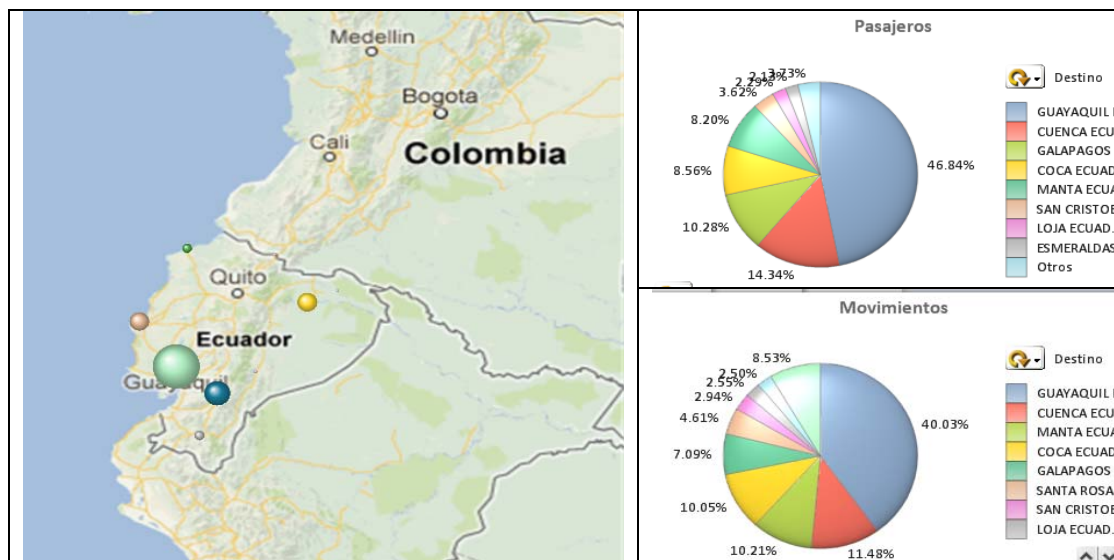 Medellin
Bogota
Cali
Colombia
Quito
Ecuador
Guayaquil
Pasajeros
3.73%
2.13%
2.29%
3.62%
8.20%
8.56%
10.28%
14.34%
46.84%
Destino
GUAYAQUIL
CUENCA ECU
GALAPAGOS
COCA ECUAD
MANTA ECUA
SAN CRISTOB
LOJA ECUAD.
ESMERALDAS
Otros
Movimientos
8.53%
2.50%
2.55%
2.94%
4.61%
7.09%
10.05%
10.21%
11.48%
40.03%
Destino
GUAYAQUIL
CUENCA ECU
MANTA ECUA
COCA ECUAD
GALAPAGOS
SANTA ROSA
SAN CRISTOB
LOJA ECUAD.